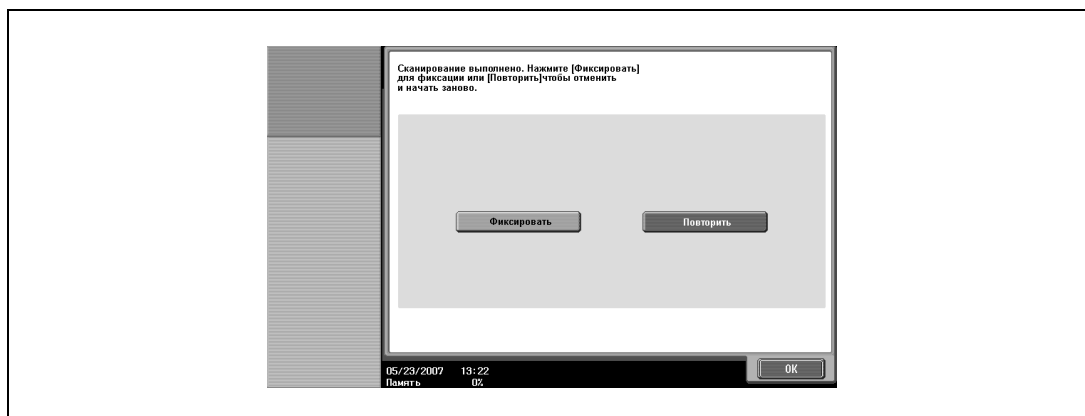 Сканирование выполнено. Нажмите [Фиксировать]
для фиксации или [Повторить]чтобы отменить
и начать заново.
Фиксировать Повторить
OK
05/23/2007 13:22
Память 0%